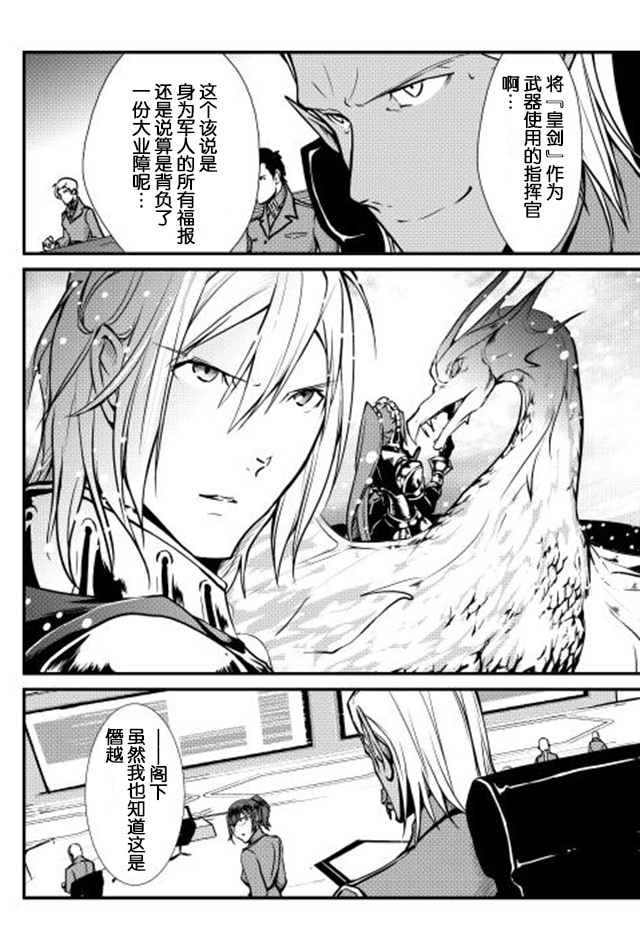 将『皇剑』作为
武器使用的指挥官
啊…
这个该说是
身为军人的所有福报
还是说算是背负了
一份大业障呢…
——阁下
虽然我也知道这是
僭越